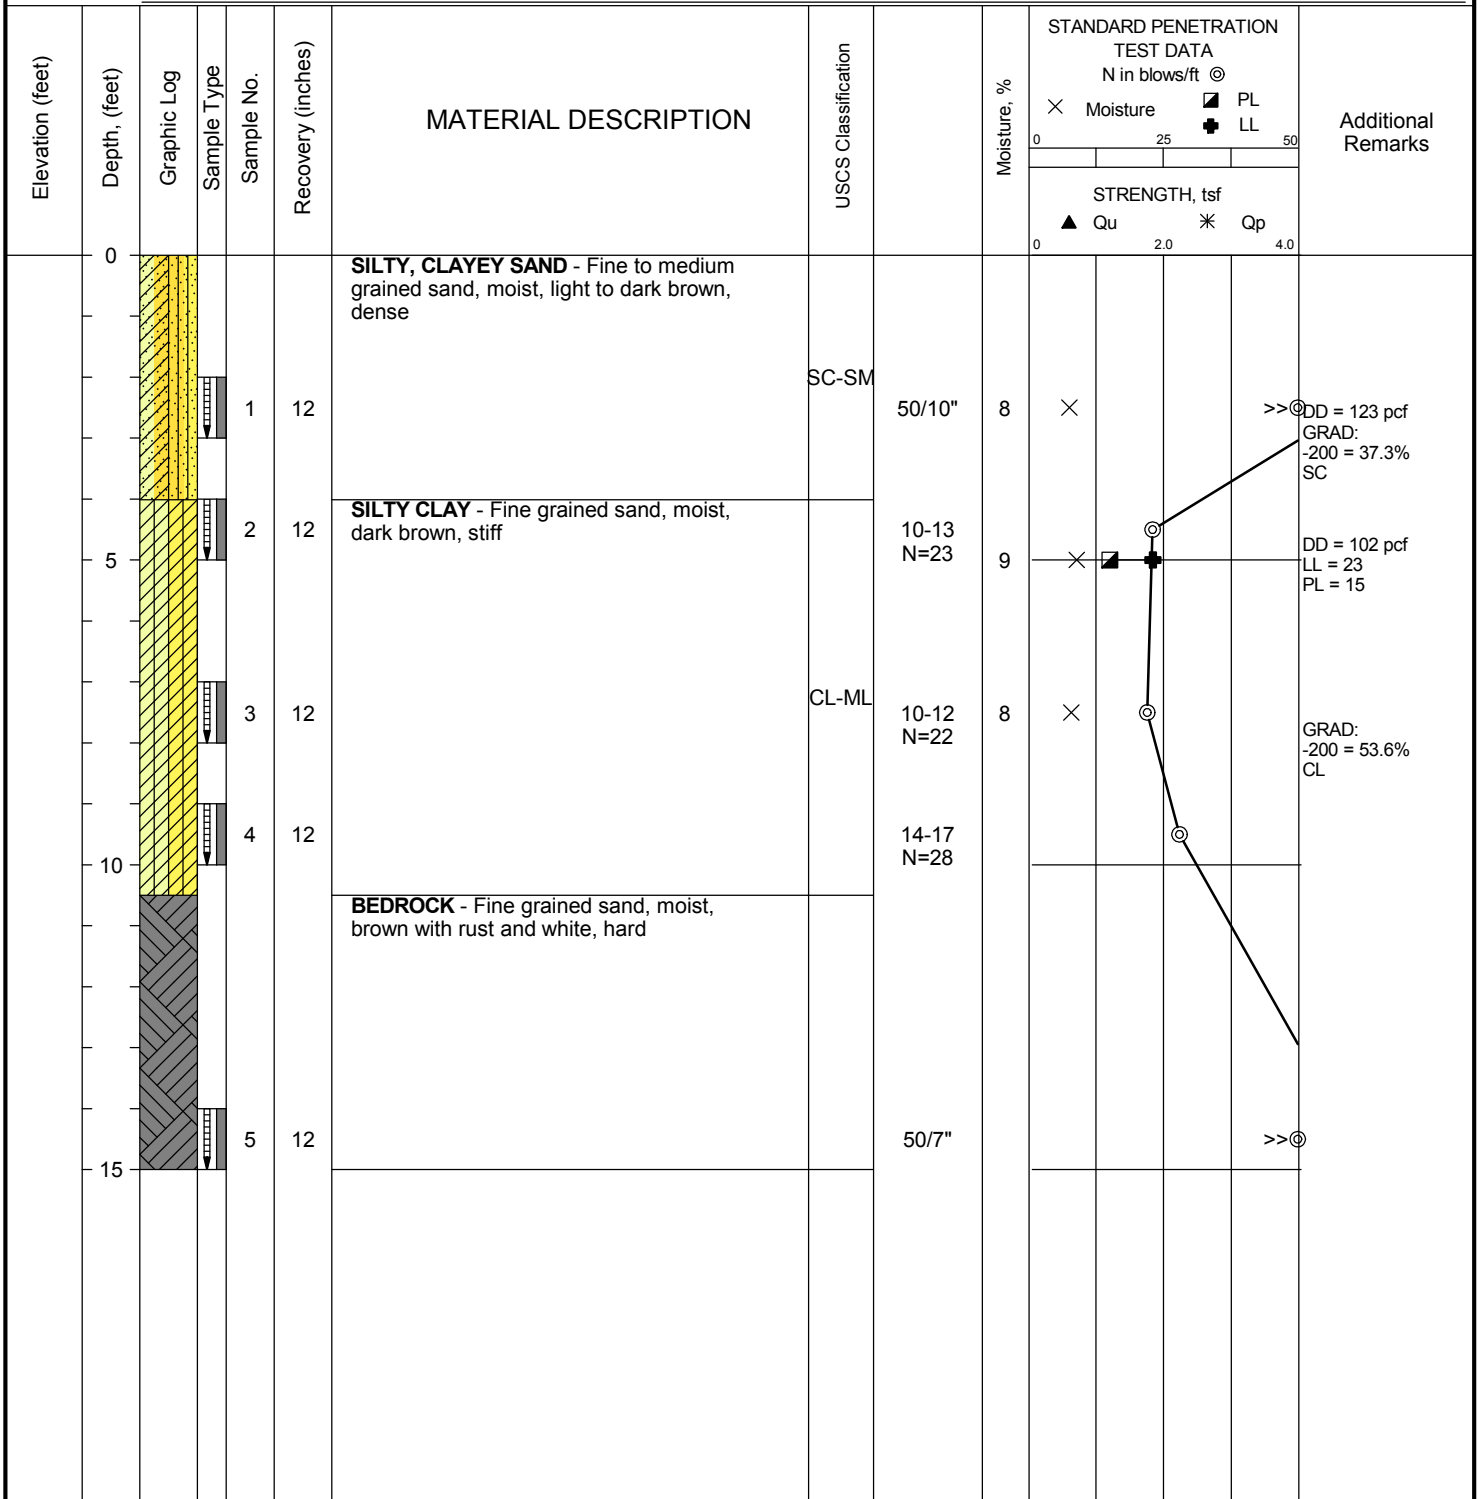 Elevation (feet)
Depth, (feet)
Graphic Log
Sample Type
Sample No.
Recovery (inches)
MATERIAL DESCRIPTION
USCS Classification
Moisture, %
STANDARD PENETRATION
TEST DATA
N in blows/ft
Moisture
PL
LL
0 25 50
STRENGTH, tsf
Qu Qp
0 2.0 4.0
Additional
Remarks
0
SILTY, CLAYEY SAND - Fine to medium
grained sand, moist, light to dark brown,
dense
SC-SM
1 12 50/10" 8 >>
DD = 123 pcf
GRAD:
-200 = 37.3%
SC
SILTY CLAY - Fine grained sand, moist,
dark brown, stiff
2 12 10-13
N=23
5
9
DD = 102 pcf
LL = 23
PL = 15
CL-ML
3 12 10-12 8
N=22
GRAD:
-200 = 53.6%
CL
4 12 14-17
N=28
10
BEDROCK - Fine grained sand, moist,
brown with rust and white, hard
5 12 50/7" >>
15